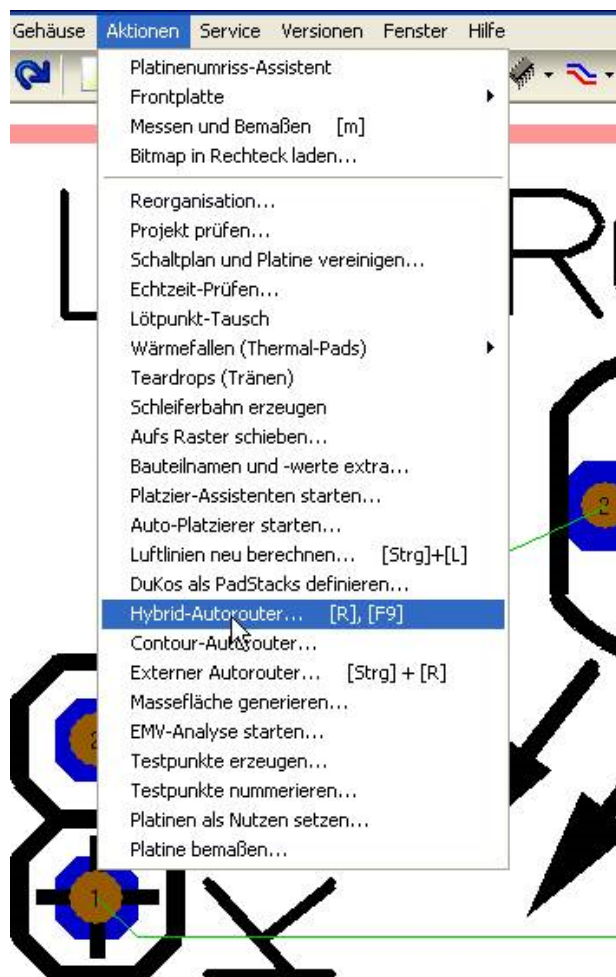 Gehäuse Aktionen Service Versionen Fenster Hilfe
Platinenumriss-Assistent
Frontplatte
Messen und Bemaßen [m]
Bitmap in Rechteck laden...
Reorganisation...
Projekt prüfen...
Schaltplan und Platine vereinigen...
Echtzeit-Prüfen...
Lötpunkt-Tausch
Wärmefallen (Thermal-Pads)
Teardrops (Tränen)
Schleiferbahn erzeugen
Aufs Raster schieben...
Bauteilnamen und -werte extra...
Platzier-Assistenten starten...
Auto-Platzierer starten...
Luftlinien neu berechnen... [Strg]+[L]
DuKos als PadStacks definieren...
Hybrid-Autorouter... [R], [F9]
Contour-Autorouter...
Externer Autorouter... [Strg] + [R]
Massefläche generieren...
EMV-Analyse starten...
Testpunkte erzeugen...
Testpunkte nummerieren...
Platinen als Nutzen setzen...
Platine bemaßen...
2
2
1
K